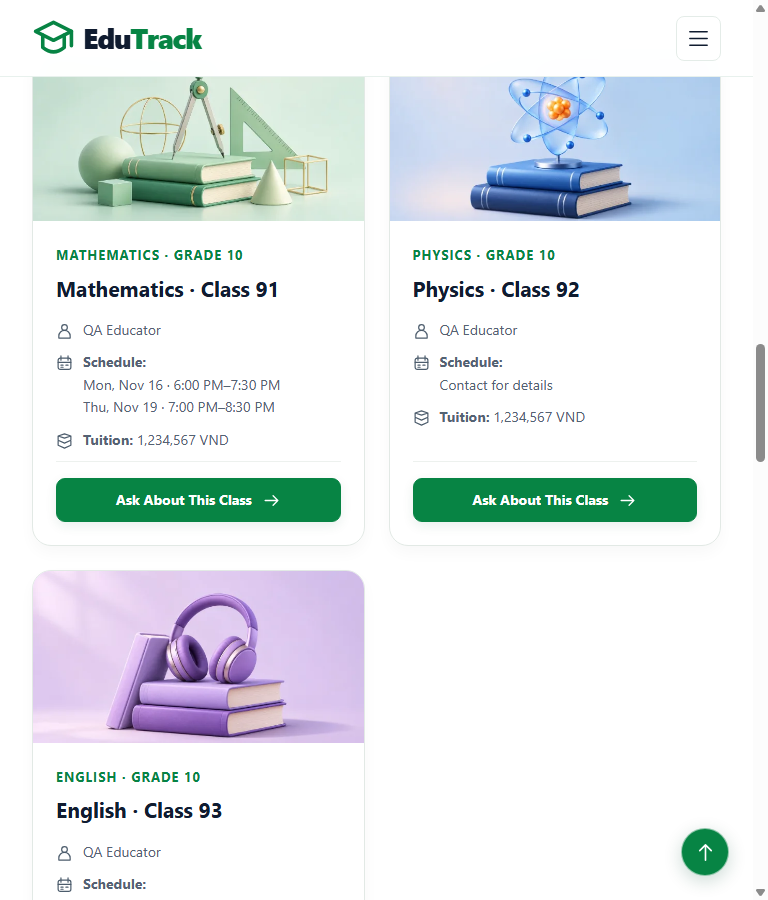 EduTrack
MATHEMATICS · GRADE 10
Mathematics · Class 91
QA Educator
Schedule:
Mon, Nov 16 · 6:00 PM–7:30 PM
Thu, Nov 19 · 7:00 PM–8:30 PM
Tuition: 1,234,567 VND
Ask About This Class
PHYSICS · GRADE 10
Physics · Class 92
QA Educator
Schedule:
Contact for details
Tuition: 1,234,567 VND
Ask About This Class
ENGLISH · GRADE 10
English · Class 93
QA Educator
Schedule: